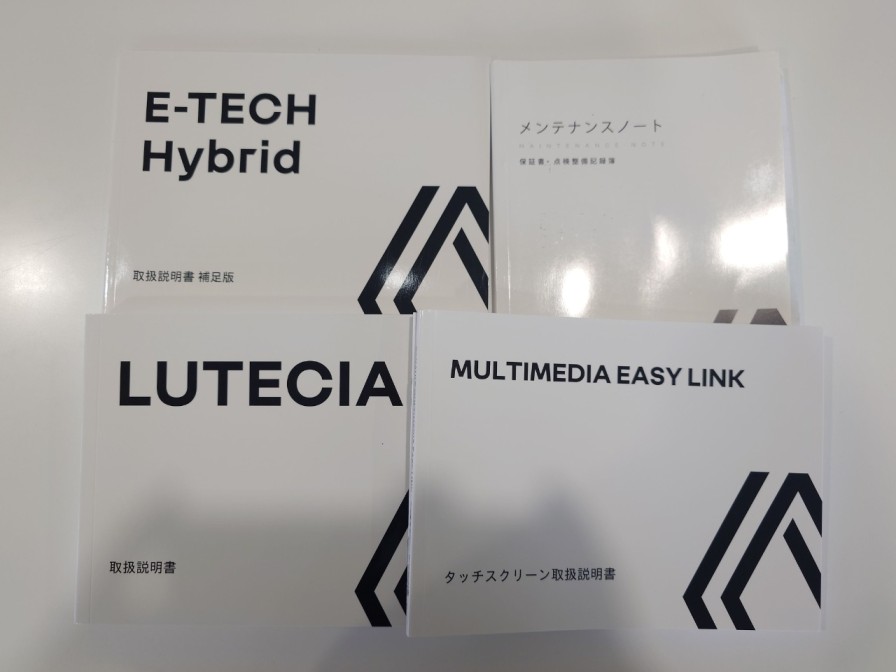 E-TECH
Hybrid
取扱説明書 補足版
メンテナンスノート
MAINTENANCE NOTE
保証書・点検整備記録簿
LUTECIA
取扱説明書
MULTIMEDIA EASY LINK
タッチスクリーン取扱説明書